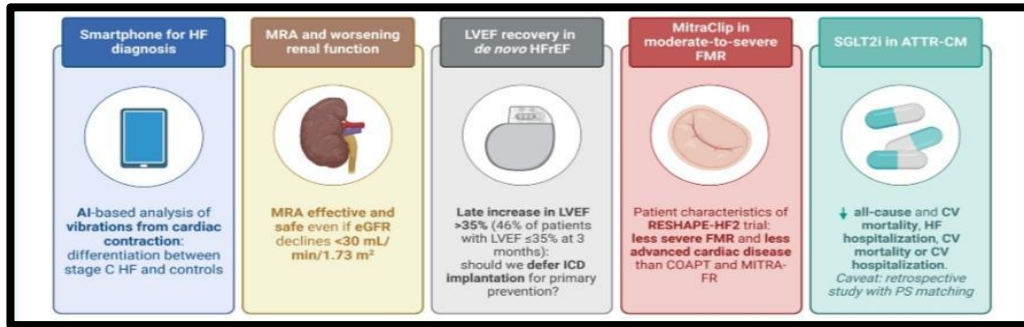 Smartphone for HF
diagnosis
AI-based analysis of
vibrations from cardiac
contraction:
differentiation between
stage C HF and controls
MRA and worsening
renal function
MRA effective and
safe even if eGFR
declines <30 mL/
min/1.73 m²
LVEF recovery in
de novo HFrEF
Late increase in LVEF
>35% (46% of patients
with LVEF ≤35% at 3
months):
should we defer ICD
implantation for primary
prevention?
MitraClip in
moderate-to-severe
FMR
Patient characteristics of
RESHAPE-HF2 trial:
less severe FMR and less
advanced cardiac disease
than COAPT and MITRA-
FR
SGLT2i in ATTR-CM
↓ all-cause and CV
mortality, HF
hospitalization, CV
mortality or CV
hospitalization.
Caveat: retrospective
study with PS matching